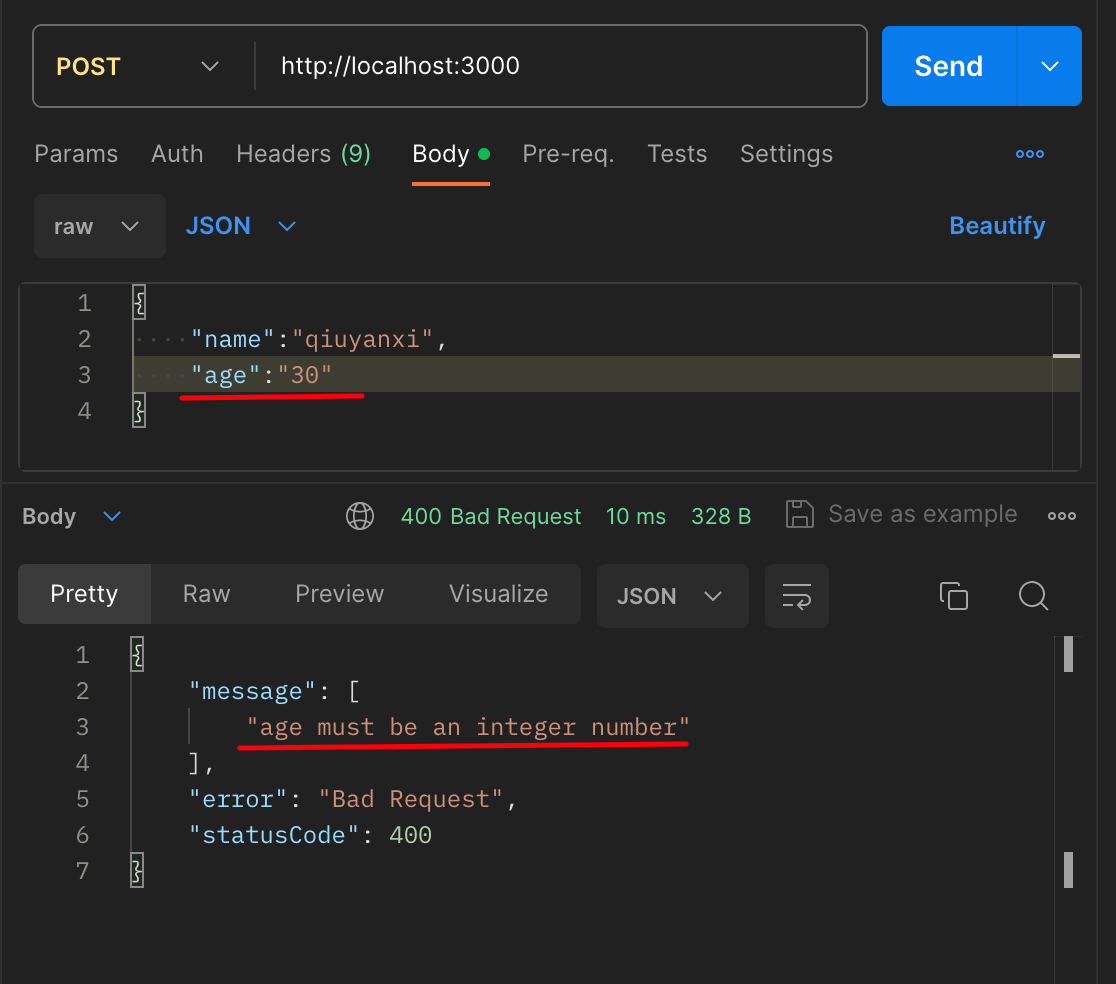 POST http://localhost:3000 Send
Params Auth Headers (9) Body Pre-req. Tests Settings
raw JSON Beautify
1 {
2 "name":"qiuyanxi",
3 "age":"30"
4 }
Body 400 Bad Request 10 ms 328 B Save as example
Pretty Raw Preview Visualize JSON
1 {
2 "message": [
3 "age must be an integer number"
4 ],
5 "error": "Bad Request",
6 "statusCode": 400
7 }